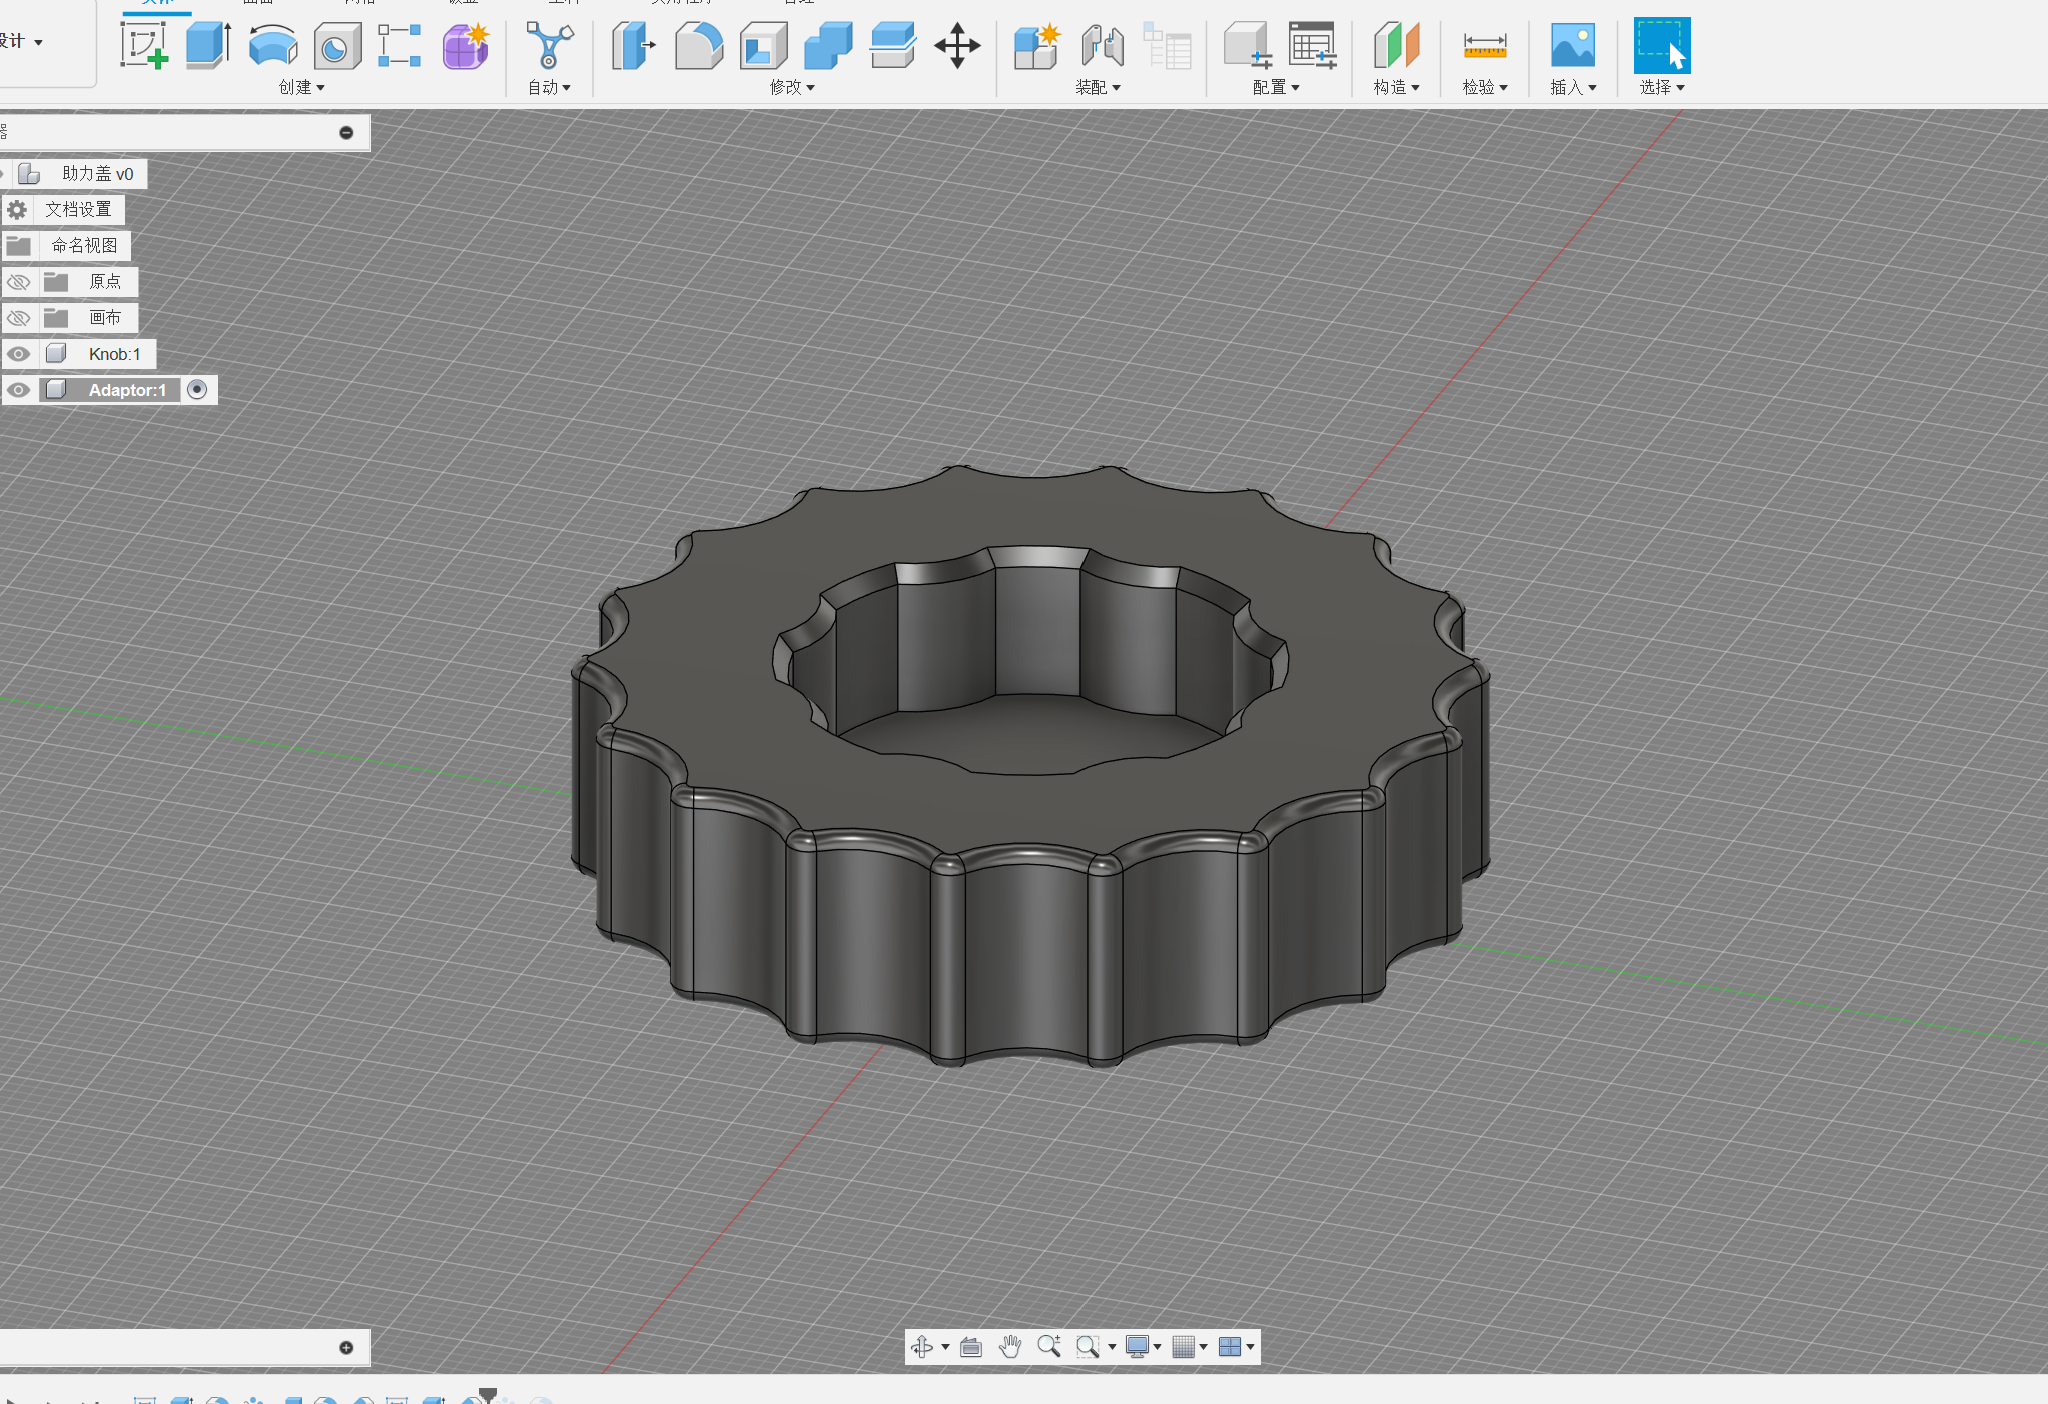 创建
自动
修改
装配
配置
构造
检验
插入
选择
助力盖 v0
文档设置
命名视图
原点
画布
Knob:1
Adaptor:1